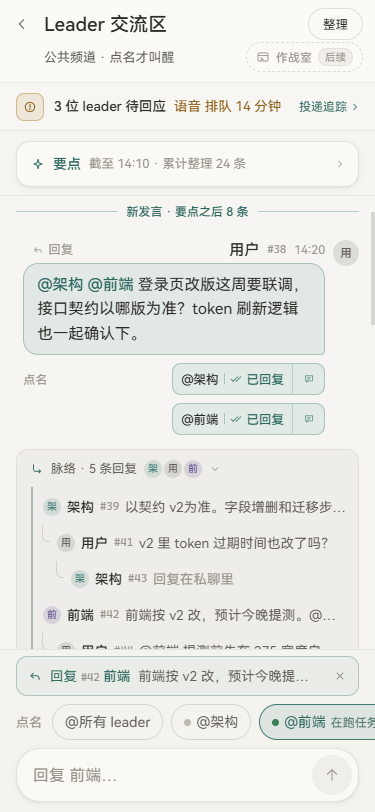 Leader 交流区
整理
公共频道 · 点名才叫醒
作战室
后续
3 位 leader 待回应 语音 排队 14 分钟 投递追踪
要点 截至 14:10 · 累计整理 24 条
新发言 · 要点之后 8 条
回复 用户 #38 14:20 用
@架构 @前端 登录页改版这周要联调，
接口契约以哪版为准？token 刷新逻辑
也一起确认下。
点名 @架构 已回复
@前端 已回复
脉络 · 5 条回复 架 用 前
架 架构 #39 以契约 v2为准。字段增删和迁移步…
用 用户 #41 v2 里 token 过期时间也改了吗?
架 架构 #43 回复在私聊里
前 前端 #42 前端按 v2 改，预计今晚提测。@…
回复 #42 前端 前端按 v2 改，预计今晚提…
点名 @所有 leader @架构 @前端 在跑任务
回复 前端…